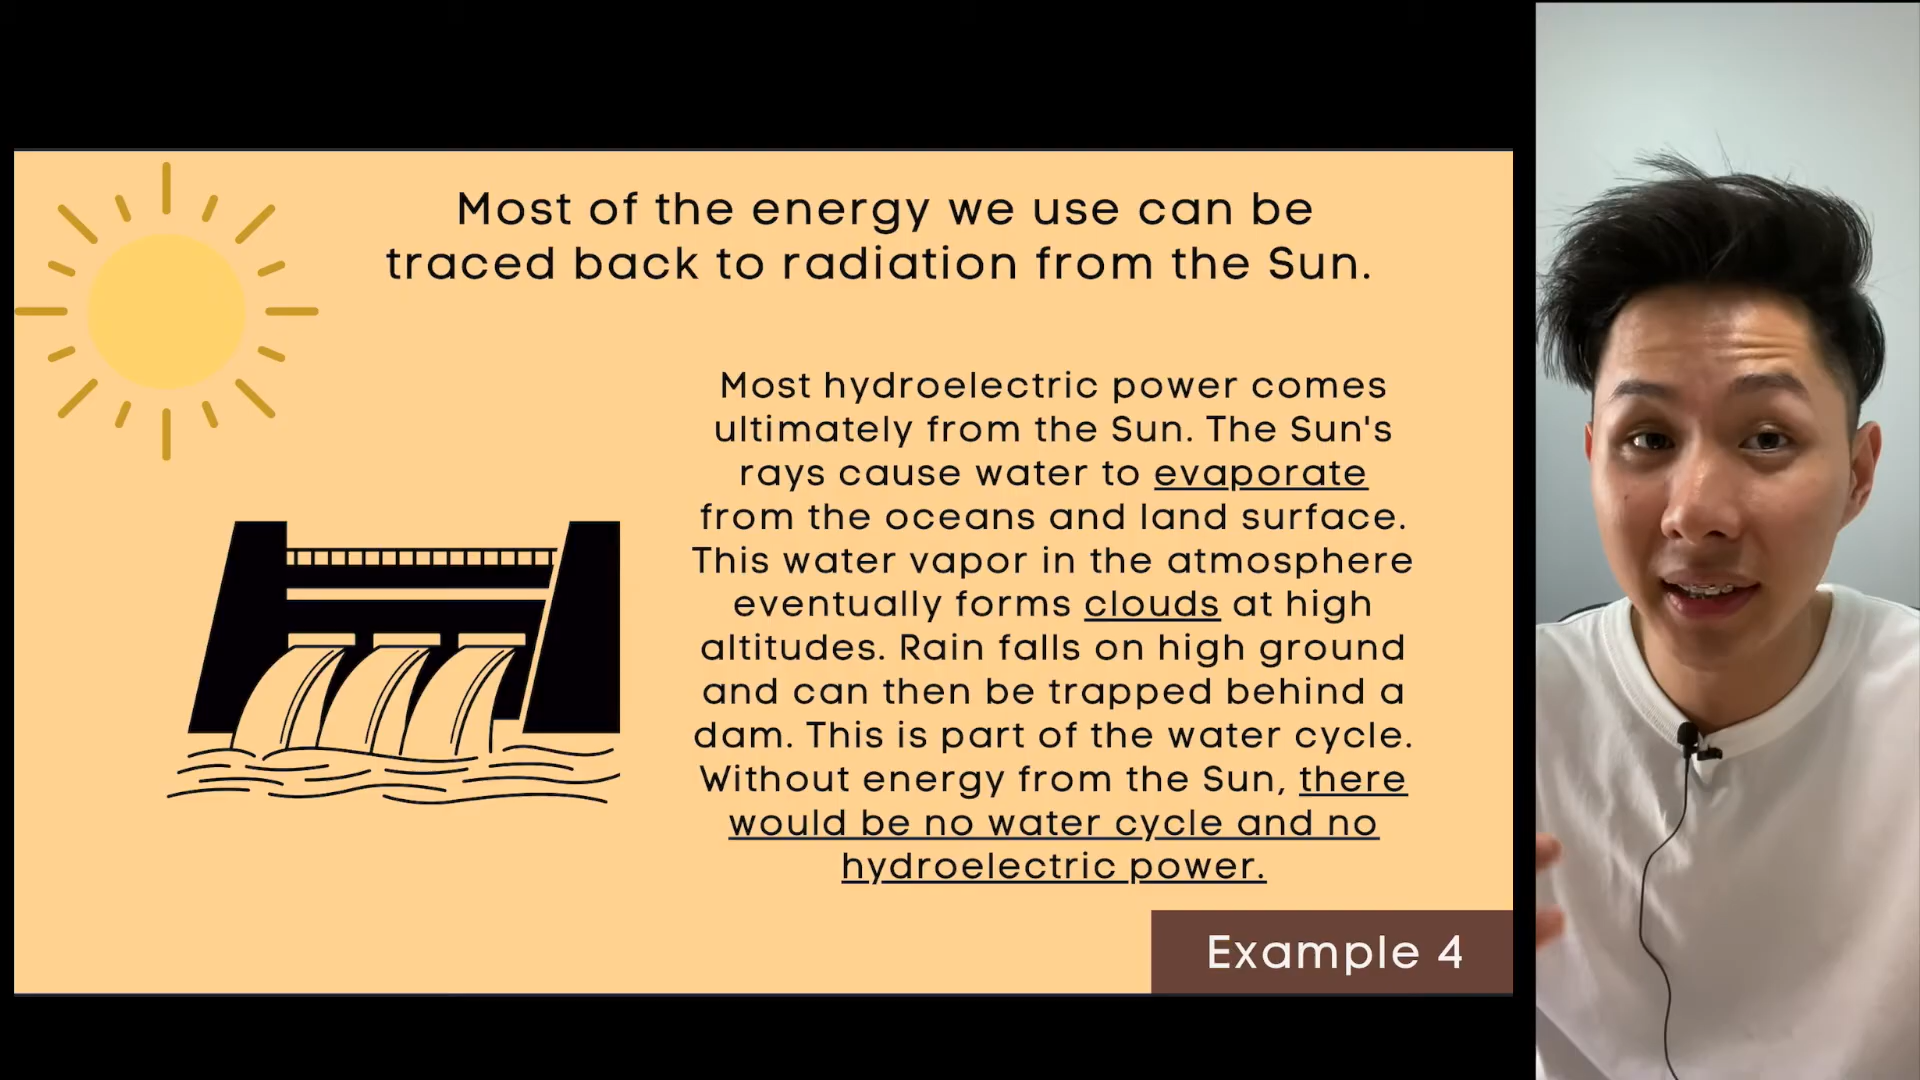 Most of the energy we use can be
traced back to radiation from the Sun.
Most hydroelectric power comes
ultimately from the Sun. The Sun's
rays cause water to evaporate
from the oceans and land surface.
This water vapor in the atmosphere
eventually forms clouds at high
altitudes. Rain falls on high ground
and can then be trapped behind a
dam. This is part of the water cycle.
Without energy from the Sun, there
would be no water cycle and no
hydroelectric power.
Example 4